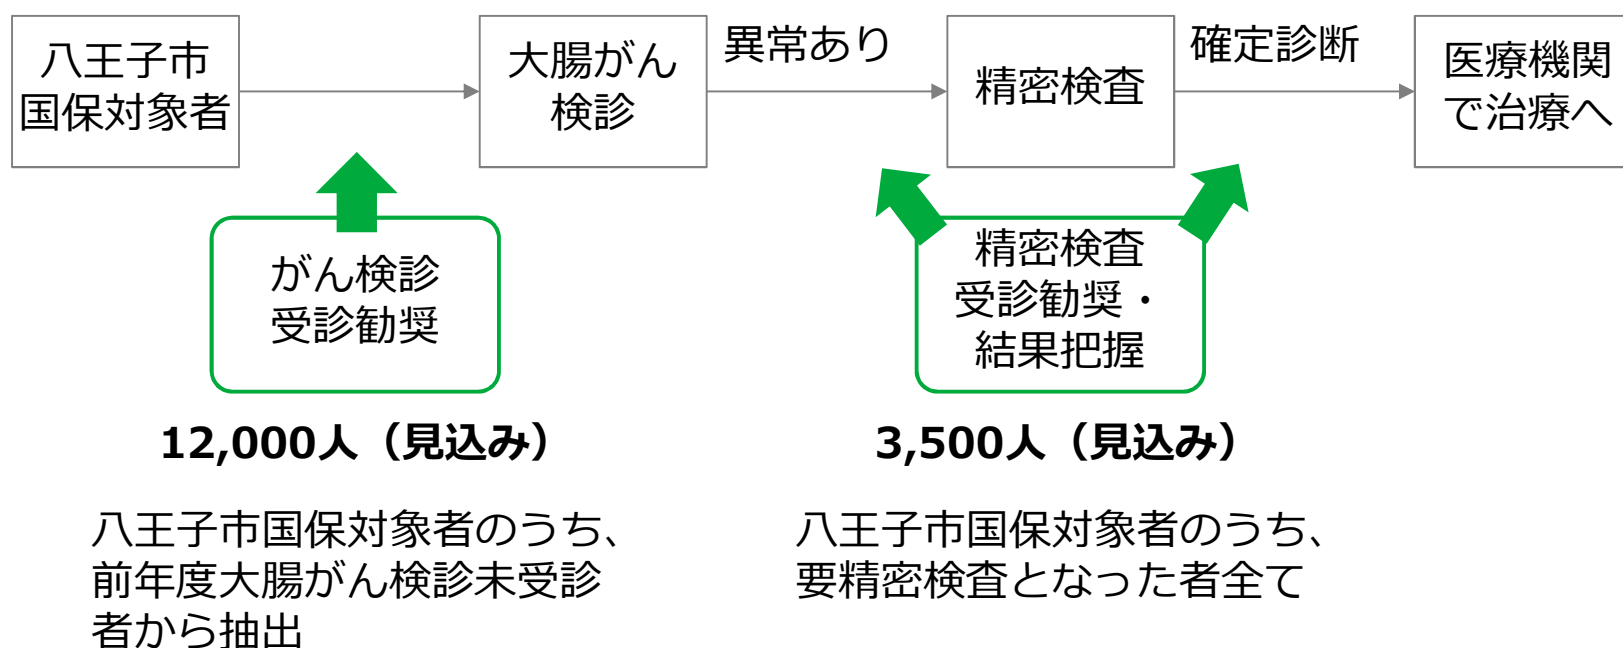 八王子市
国保対象者
大腸がん
検診
異常あり
精密検査
確定診断
医療機関
で治療へ
がん検診
受診勧奨
精密検査
受診勧奨・
結果把握
12,000人（見込み）
3,500人（見込み）
八王子市国保対象者のうち、
前年度大腸がん検診未受診
者から抽出
八王子市国保対象者のうち、
要精密検査となった者全て